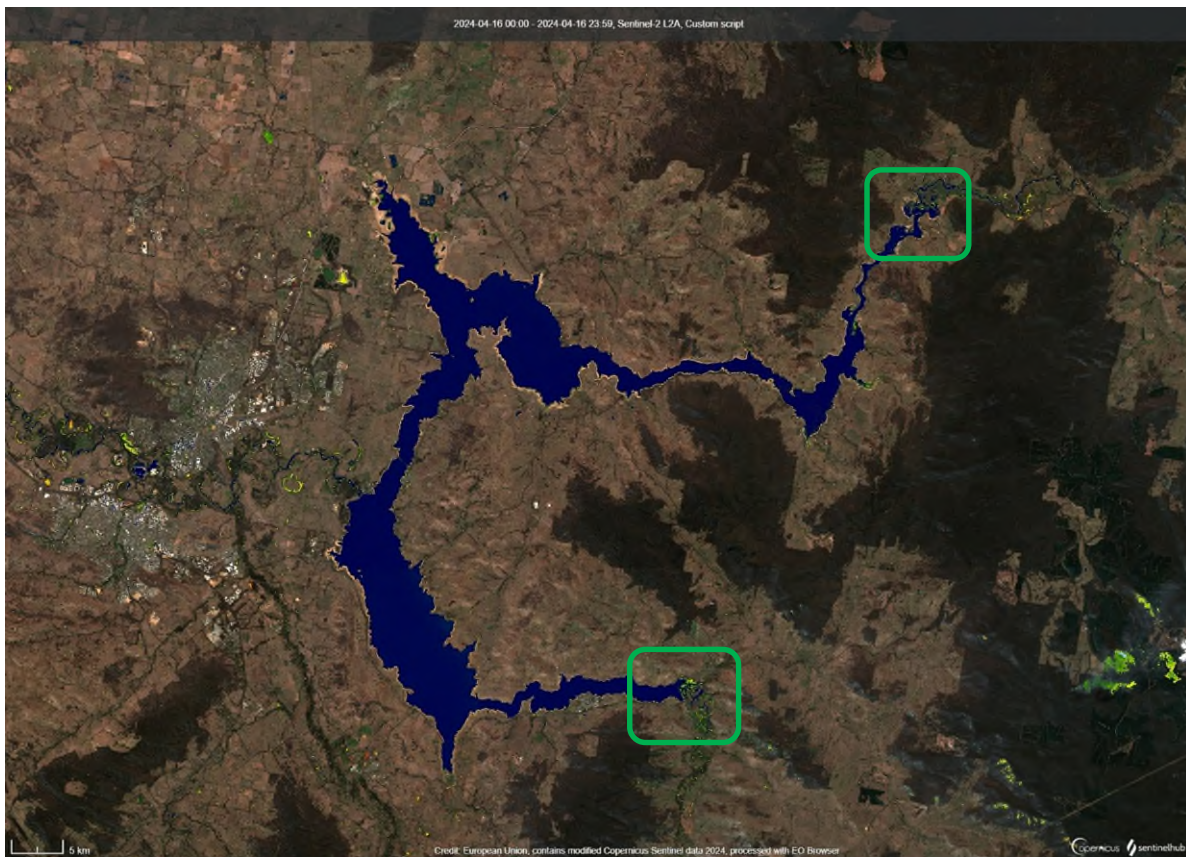 2024-04-16 00:00 - 2024-04-16 23:59, Sentinel-2 L2A, Custom script
5 km
Credit: European Union, contains modified Copernicus Sentinel data 2024, processed with EO Browser
opernicus sentinelhub